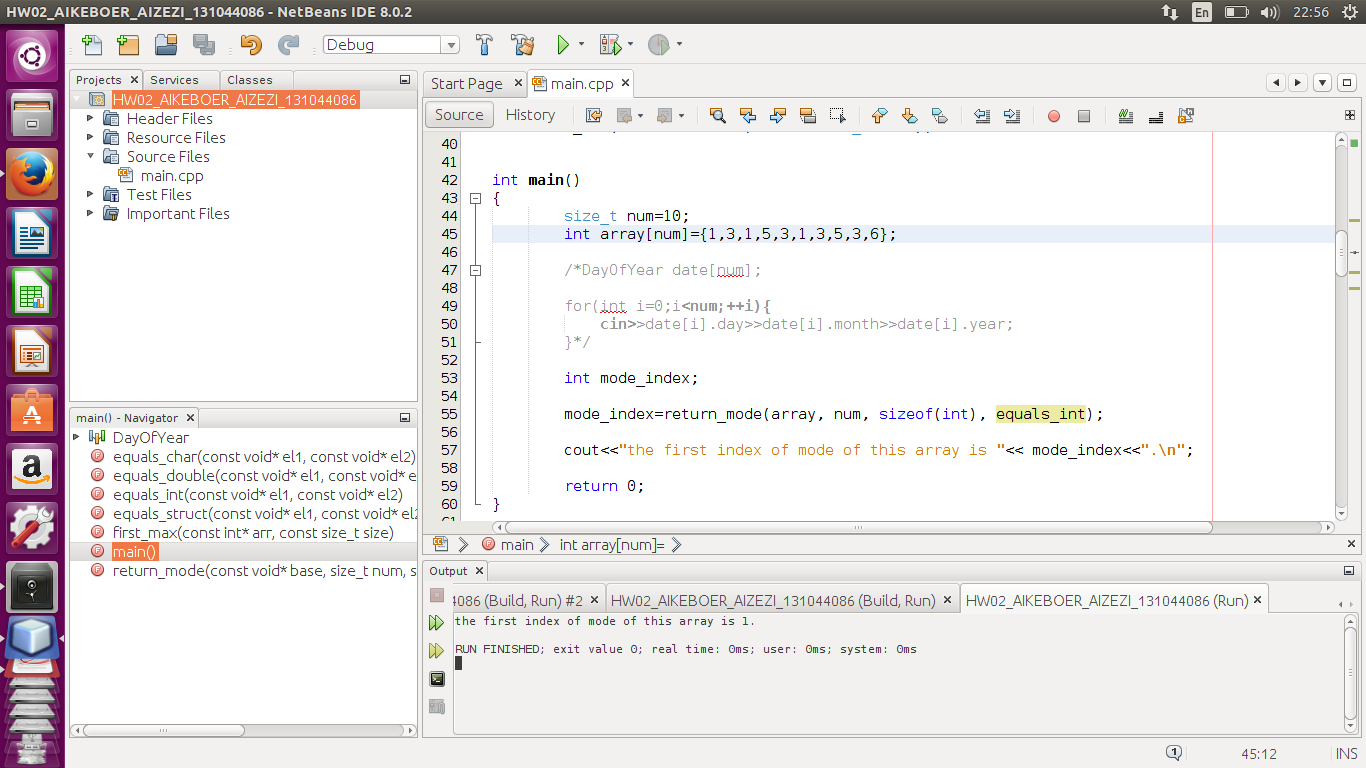 HW02_AIKEBOER_AIZEZI_131044086 - NetBeans IDE 8.0.2
En
22:56
Debug
Projects
Services
Classes
HW02_AIKEBOER_AIZEZI_131044086
Header Files
Resource Files
Source Files
main.cpp
Test Files
Important Files
main() - Navigator
DayOfYear
equals_char(const void* el1, const void* el2)
equals_double(const void* el1, const void* e
equals_int(const void* el1, const void* el2)
equals_struct(const void* el1, const void* el2
first_max(const int* arr, const size_t size)
main()
return_mode(const void* base, size_t num, s
Start Page
main.cpp
Source
History
40
41
42 int main()
43 {
44 size_t num=10;
45 int array[num]={1,3,1,5,3,1,3,5,3,6};
46
47 /*DayOfYear date[num];
48
49 for(int i=0;i<num;++i){
50 cin>>date[i].day>>date[i].month>>date[i].year;
51 }*/
52
53 int mode_index;
54
55 mode_index=return_mode(array, num, sizeof(int), equals_int);
56
57 cout<<"the first index of mode of this array is "<< mode_index<<".\n";
58
59 return 0;
60 }
61
main
int array[num]=
Output
4086 (Build, Run) #2
HW02_AIKEBOER_AIZEZI_131044086 (Build, Run)
HW02_AIKEBOER_AIZEZI_131044086 (Run)
the first index of mode of this array is 1.
RUN FINISHED; exit value 0; real time: 0ms; user: 0ms; system: 0ms
1
45:12
INS